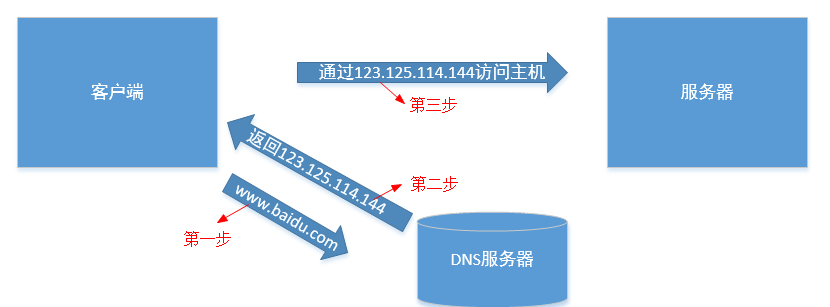 客户端
通过123.125.114.144访问主机
服务器
第三步
返回123.125.114.144
第二步
www.baidu.com
第一步
DNS服务器